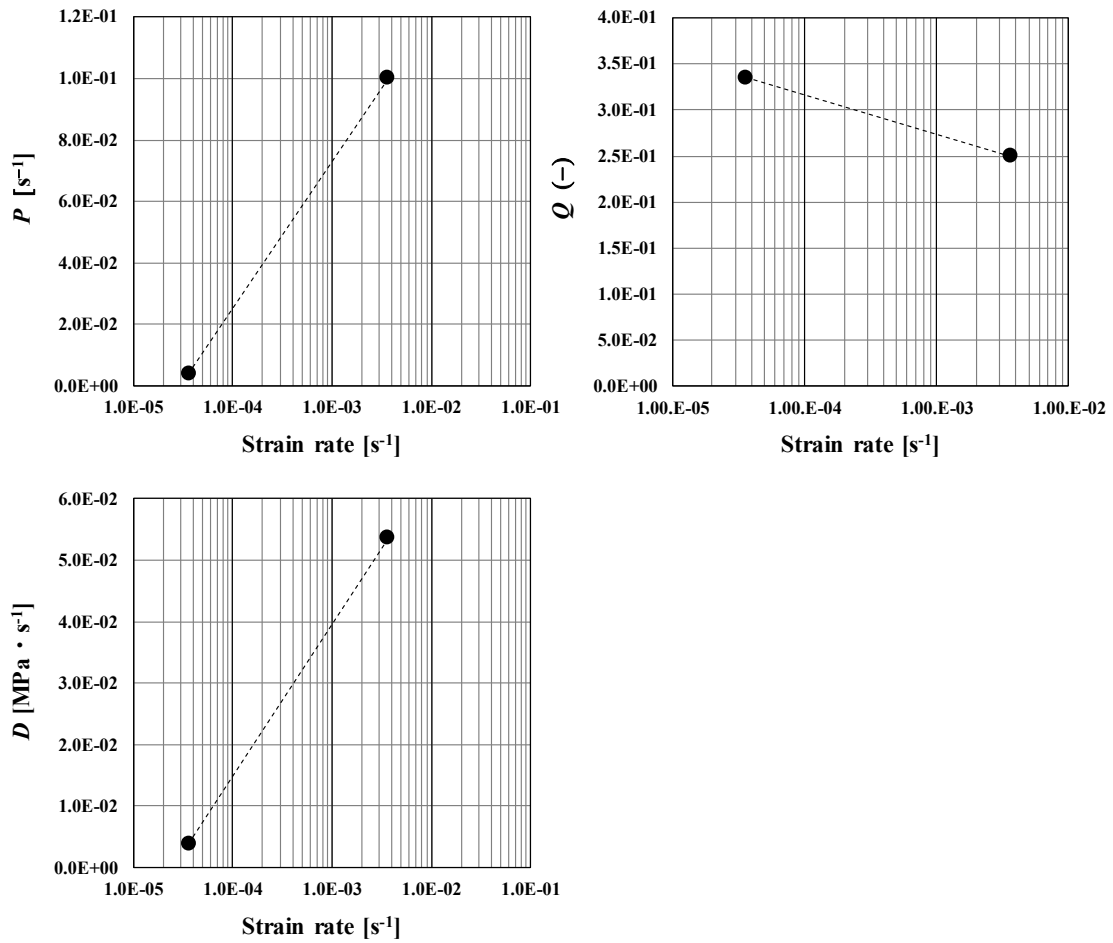 P [s⁻¹]
1.2E-01
1.0E-01
8.0E-02
6.0E-02
4.0E-02
2.0E-02
0.0E+00
1.0E-05 1.0E-04 1.0E-03 1.0E-02 1.0E-01
Strain rate [s⁻¹]
Q (−)
4.0E-01
3.5E-01
3.0E-01
2.5E-01
2.0E-01
1.5E-01
1.0E-01
5.0E-02
0.0E+00
1.00.E-05 1.00.E-04 1.00.E-03 1.00.E-02
Strain rate [s⁻¹]
D [MPa・s⁻¹]
6.0E-02
5.0E-02
4.0E-02
3.0E-02
2.0E-02
1.0E-02
0.0E+00
1.0E-05 1.0E-04 1.0E-03 1.0E-02 1.0E-01
Strain rate [s⁻¹]